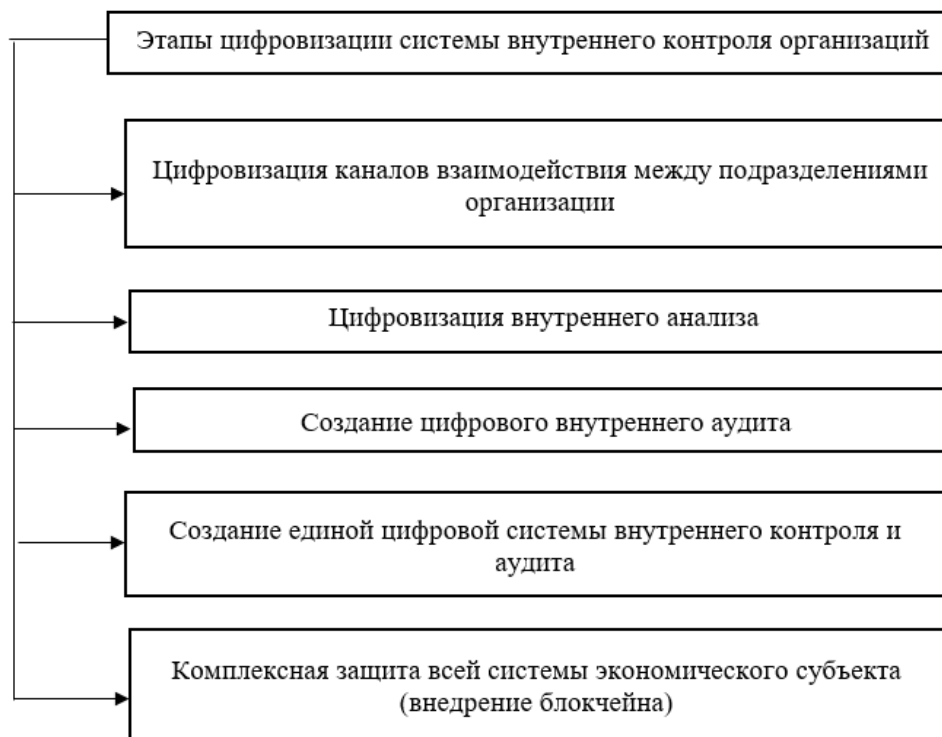 Этапы цифровизации системы внутреннего контроля организаций
Цифровизация каналов взаимодействия между подразделениями
организации
Цифровизация внутреннего анализа
Создание цифрового внутреннего аудита
Создание единой цифровой системы внутреннего контроля и
аудита
Комплексная защита всей системы экономического субъекта
(внедрение блокчейна)